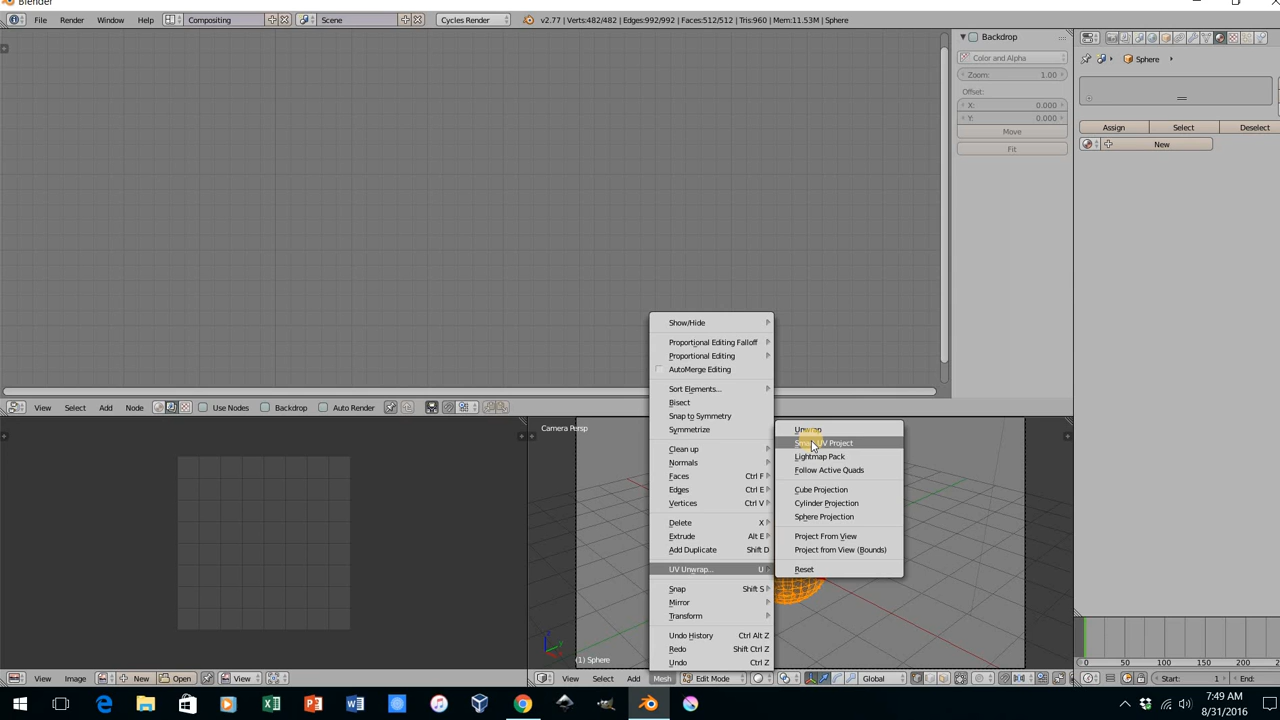 Blender
File Render Window Help Compositing Scene Cycles Render v2.77 | Verts:482/482 | Edges:992/992 | Faces:512/512 | Tris:960 | Mem:11.53M | Sphere
Backdrop
Color and Alpha
Zoom: 1.00
Offset:
X: 0.000
Y: 0.000
Move
Fit
Sphere
Assign Select Deselect
New
Show/Hide
Proportional Editing Falloff
Proportional Editing
AutoMerge Editing
Sort Elements...
Bisect
Snap to Symmetry
Symmetrize
Clean up
Normals
Faces Ctrl F
Edges Ctrl E
Vertices Ctrl V
Delete X
Extrude Alt E
Add Duplicate Shift D
UV Unwrap... U
Snap Shift S
Mirror
Transform
Undo History Ctrl Alt Z
Redo Shift Ctrl Z
Undo Ctrl Z
Unwrap
Smart UV Project
Lightmap Pack
Follow Active Quads
Cube Projection
Cylinder Projection
Sphere Projection
Project From View
Project from View (Bounds)
Reset
View Select Add Node Use Nodes Backdrop Auto Render
Camera Persp
(1) Sphere
0 50 100 150 200
View Image New Open View
View Select Add Mesh Edit Mode Global
Start: 1 End:
7:49 AM
8/31/2016